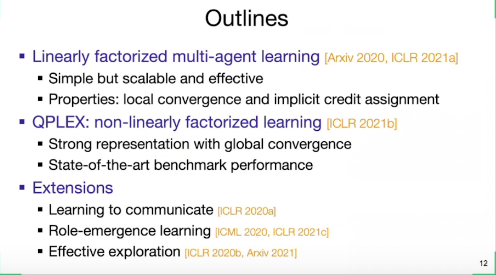 Outlines
▪ Linearly factorized multi-agent learning [Arxiv 2020, ICLR 2021a]
▪ Simple but scalable and effective
▪ Properties: local convergence and implicit credit assignment
▪ QPLEX: non-linearly factorized learning [ICLR 2021b]
▪ Strong representation with global convergence
▪ State-of-the-art benchmark performance
▪ Extensions
▪ Learning to communicate [ICLR 2020a]
▪ Role-emergence learning [ICML 2020, ICLR 2021c]
▪ Effective exploration [ICLR 2020b, Arxiv 2021]
12